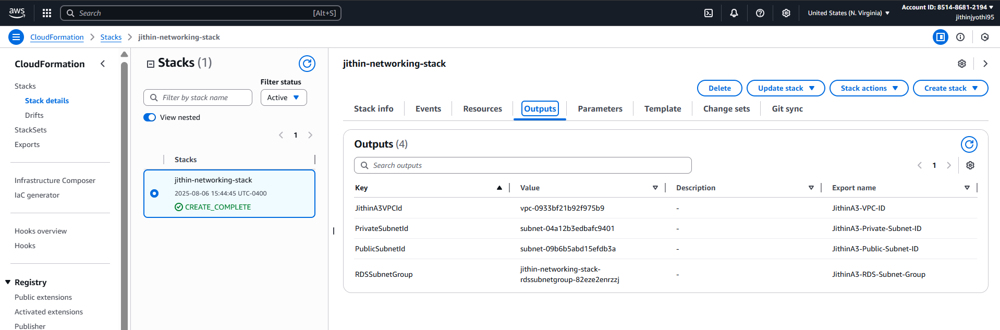 aws
Search [Alt+S]
United States (N. Virginia)
Account ID: 8514-8681-2194
jithinjyothi95
CloudFormation
Stacks
jithin-networking-stack
CloudFormation
Stacks
Stack details
Drifts
StackSets
Exports
Infrastructure Composer
IaC generator
Hooks overview
Hooks
Registry
Public extensions
Activated extensions
Publisher
Stacks (1)
Filter status
Filter by stack name
Active
View nested
1
Stacks
jithin-networking-stack
2025-08-06 15:44:45 UTC-0400
CREATE_COMPLETE
jithin-networking-stack
Delete
Update stack
Stack actions
Create stack
Stack info
Events
Resources
Outputs
Parameters
Template
Change sets
Git sync
Outputs (4)
Search outputs
1
Key Value Description Export name
JithinA3VPCId vpc-0933bf21b92f975b9 - JithinA3-VPC-ID
PrivateSubnetId subnet-04a12b3edbafc9401 - JithinA3-Private-Subnet-ID
PublicSubnetId subnet-09b6b5abd15efdb3a - JithinA3-Public-Subnet-ID
RDSSubnetGroup jithin-networking-stack-
rdssubnetgroup-82eze2enrzzj - JithinA3-RDS-Subnet-Group